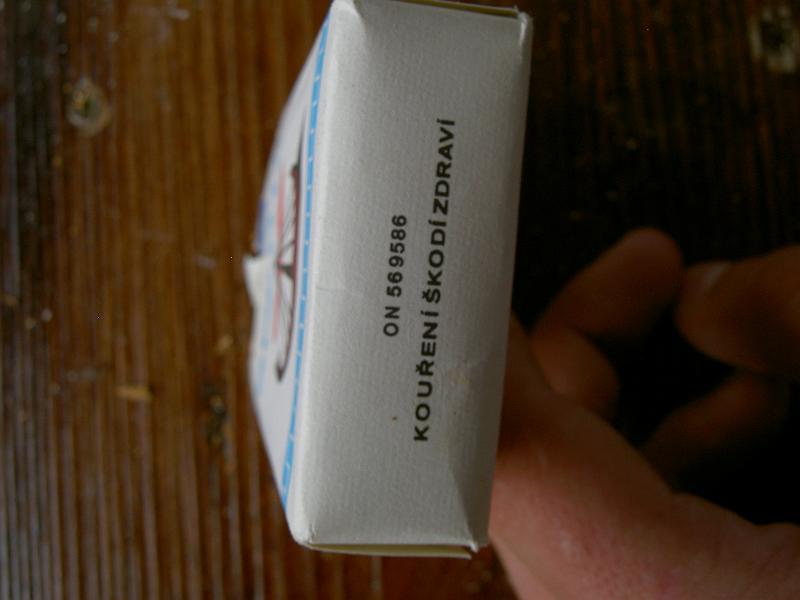 ON 569586
KOUŘENÍ ŠKODÍ ZDRAVÍ